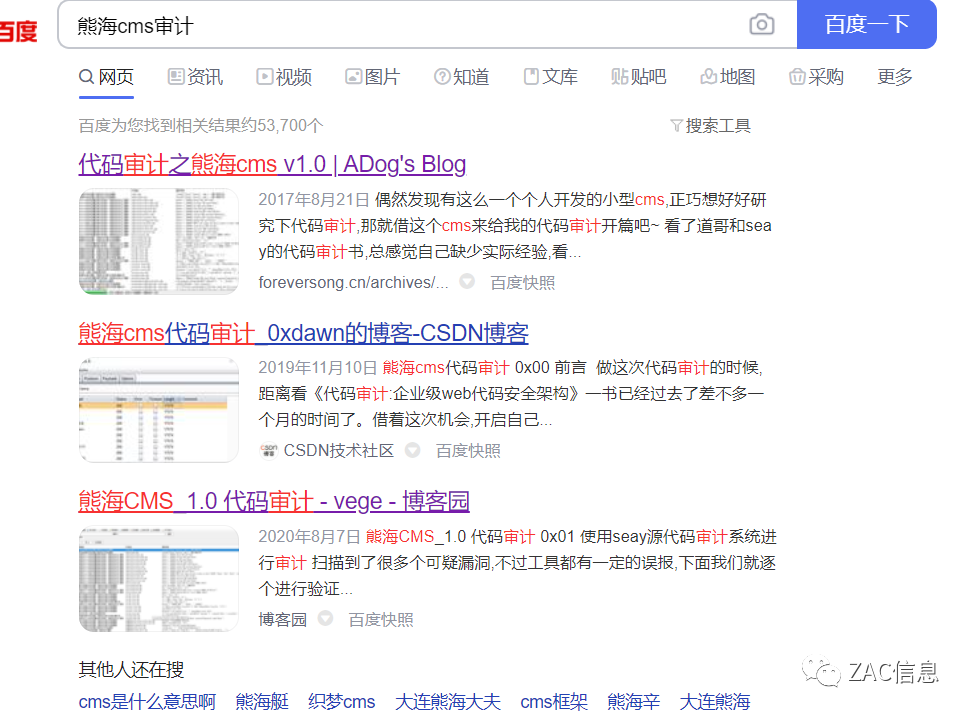 百度
熊海cms审计
百度一下
网页 资讯 视频 图片 知道 文库 贴吧 地图 采购 更多
百度为您找到相关结果约53,700个 搜索工具
代码审计之熊海cms v1.0 | ADog's Blog
2017年8月21日 偶然发现有这么一个个人开发的小型cms,正巧想好好研
究下代码审计,那就借这个cms来给我的代码审计开篇吧~ 看了道哥和sea
y的代码审计书,总感觉自己缺少实际经验,看...
foreversong.cn/archives/... 百度快照
熊海cms代码审计_0xdawn的博客-CSDN博客
2019年11月10日 熊海cms代码审计 0x00 前言 做这次代码审计的时候,
距离看《代码审计:企业级web代码安全架构》一书已经过去了差不多一
个月的时间了。借着这次机会,开启自己...
CSDN技术社区 百度快照
熊海CMS_1.0 代码审计 - vege - 博客园
2020年8月7日 熊海CMS_1.0 代码审计 0x01 使用seay源代码审计系统进
行审计 扫描到了很多个可疑漏洞,不过工具都有一定的误报,下面我们就逐
个进行验证...
博客园 百度快照
其他人还在搜
cms是什么意思啊 熊海艇 织梦cms 大连熊海大夫 cms框架 熊海辛 大连熊海
ZAC信息